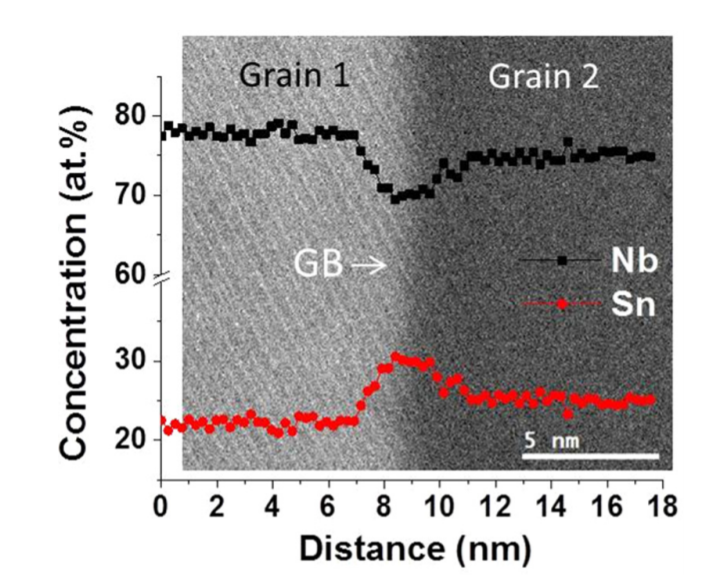 Grain 1
Grain 2
80
70
60
30
20
GB →
Nb
Sn
5 nm
0 2 4 6 8 10 12 14 16 18
Distance (nm)
Concentration (at.%)